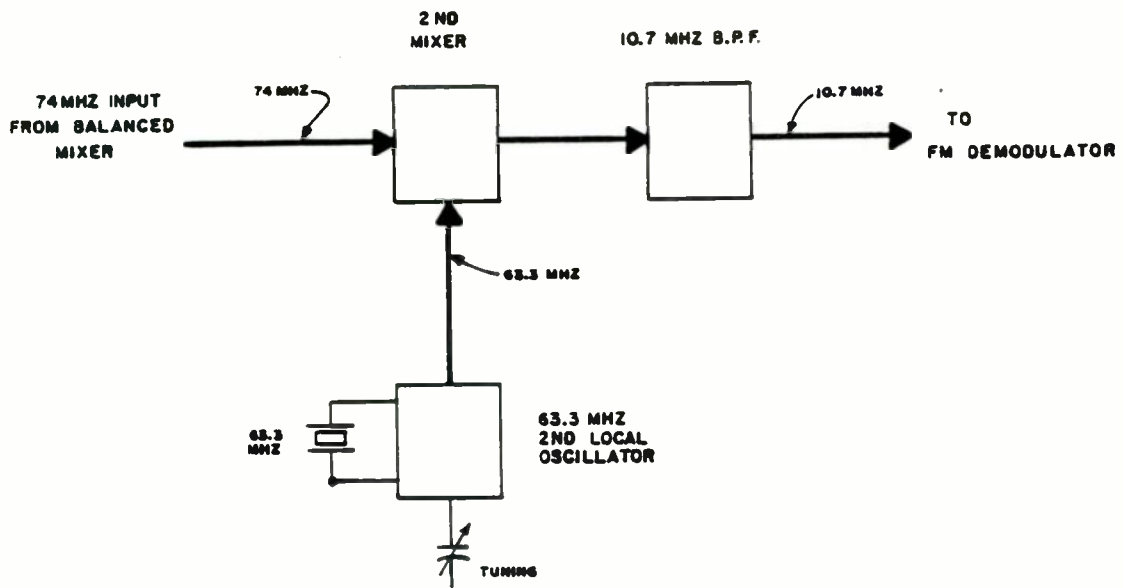 2 ND
MIXER
10.7 MHZ B.P.F.
74 MHZ INPUT
FROM BALANCED
MIXER
74 MHZ
10.7 MHZ
TO
FM DEMODULATOR
63.3 MHZ
63.3
MHZ
63.3 MHZ
2ND LOCAL
OSCILLATOR
TUNING